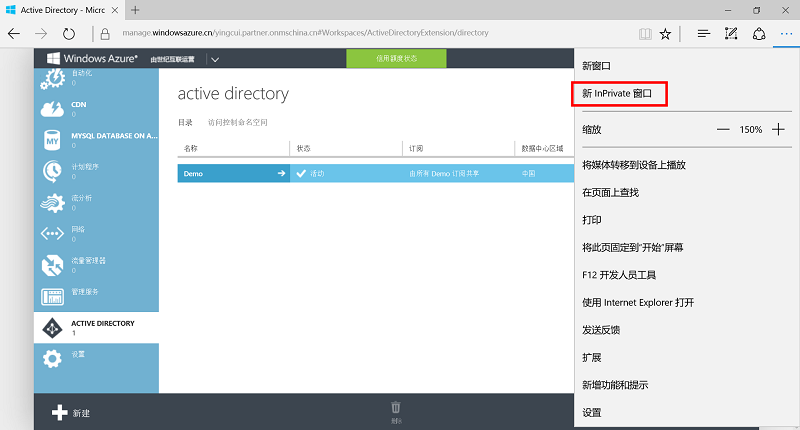 Active Directory - Micrc
manage.windowsazure.cn/yingcui.partner.onmschina.cn#Workspaces/ActiveDirectoryExtension/directory
Windows Azure® 由世纪互联运营
信用额度状态
自动化
0
CDN
0
MYSQL DATABASE ON A...
0
计划程序
0
流分析
0
网络
0
流量管理器
0
管理服务
ACTIVE DIRECTORY
1
设置
active directory
目录 访问控制命名空间
名称 状态 订阅 数据中心区域
Demo 活动 由所有 Demo 订阅共享 中国
新建
删除
新窗口
新 InPrivate 窗口
缩放 150%
将媒体转移到设备上播放
在页面上查找
打印
将此页固定到“开始”屏幕
F12 开发人员工具
使用 Internet Explorer 打开
发送反馈
扩展
新增功能和提示
设置